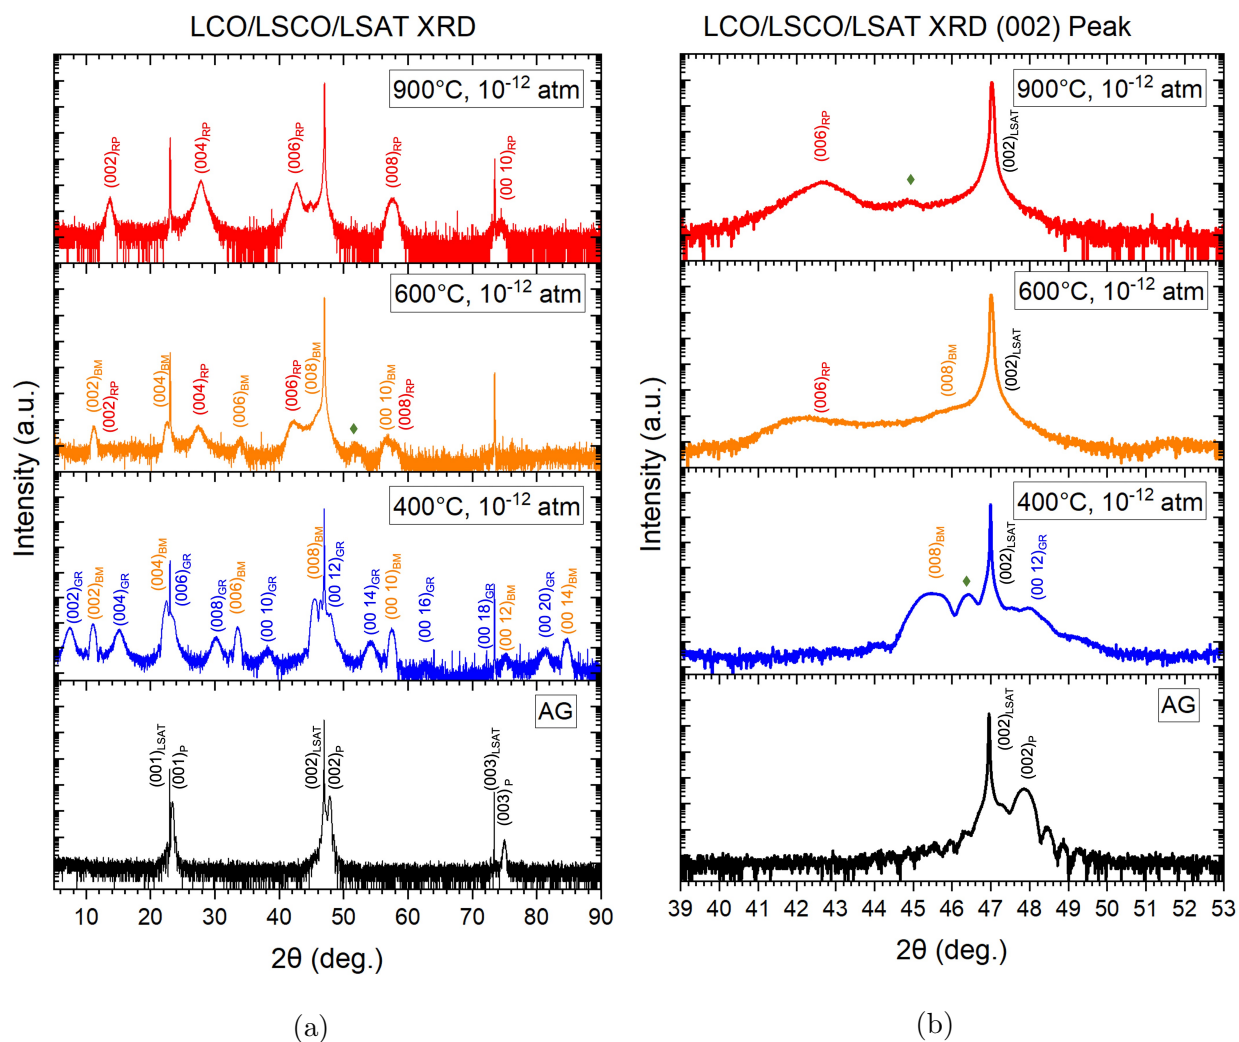 LCO/LSCO/LSAT XRD
900°C, 10⁻¹² atm
(002)RP
(004)RP
(006)RP
(008)RP
(00 10)RP
600°C, 10⁻¹² atm
(002)BM
(002)RP
(004)BM
(004)RP
(006)BM
(006)RP
(008)BM
(00 10)BM
(008)RP
400°C, 10⁻¹² atm
(002)GR
(002)BM
(004)GR
(004)BM
(006)GR
(008)GR
(006)BM
(00 10)GR
(008)BM
(00 12)GR
(00 14)GR
(00 10)BM
(00 16)GR
(00 18)GR
(00 12)BM
(00 20)GR
(00 14)BM
AG
(001)LSAT
(001)P
(002)LSAT
(002)P
(003)LSAT
(003)P
Intensity (a.u.)
10 20 30 40 50 60 70 80 90
2θ (deg.)
(a)
LCO/LSCO/LSAT XRD (002) Peak
900°C, 10⁻¹² atm
(006)RP
(002)LSAT
600°C, 10⁻¹² atm
(006)RP
(008)BM
(002)LSAT
400°C, 10⁻¹² atm
(008)BM
(002)LSAT
(00 12)GR
AG
(002)LSAT
(002)P
Intensity (a.u.)
39 40 41 42 43 44 45 46 47 48 49 50 51 52 53
2θ (deg.)
(b)